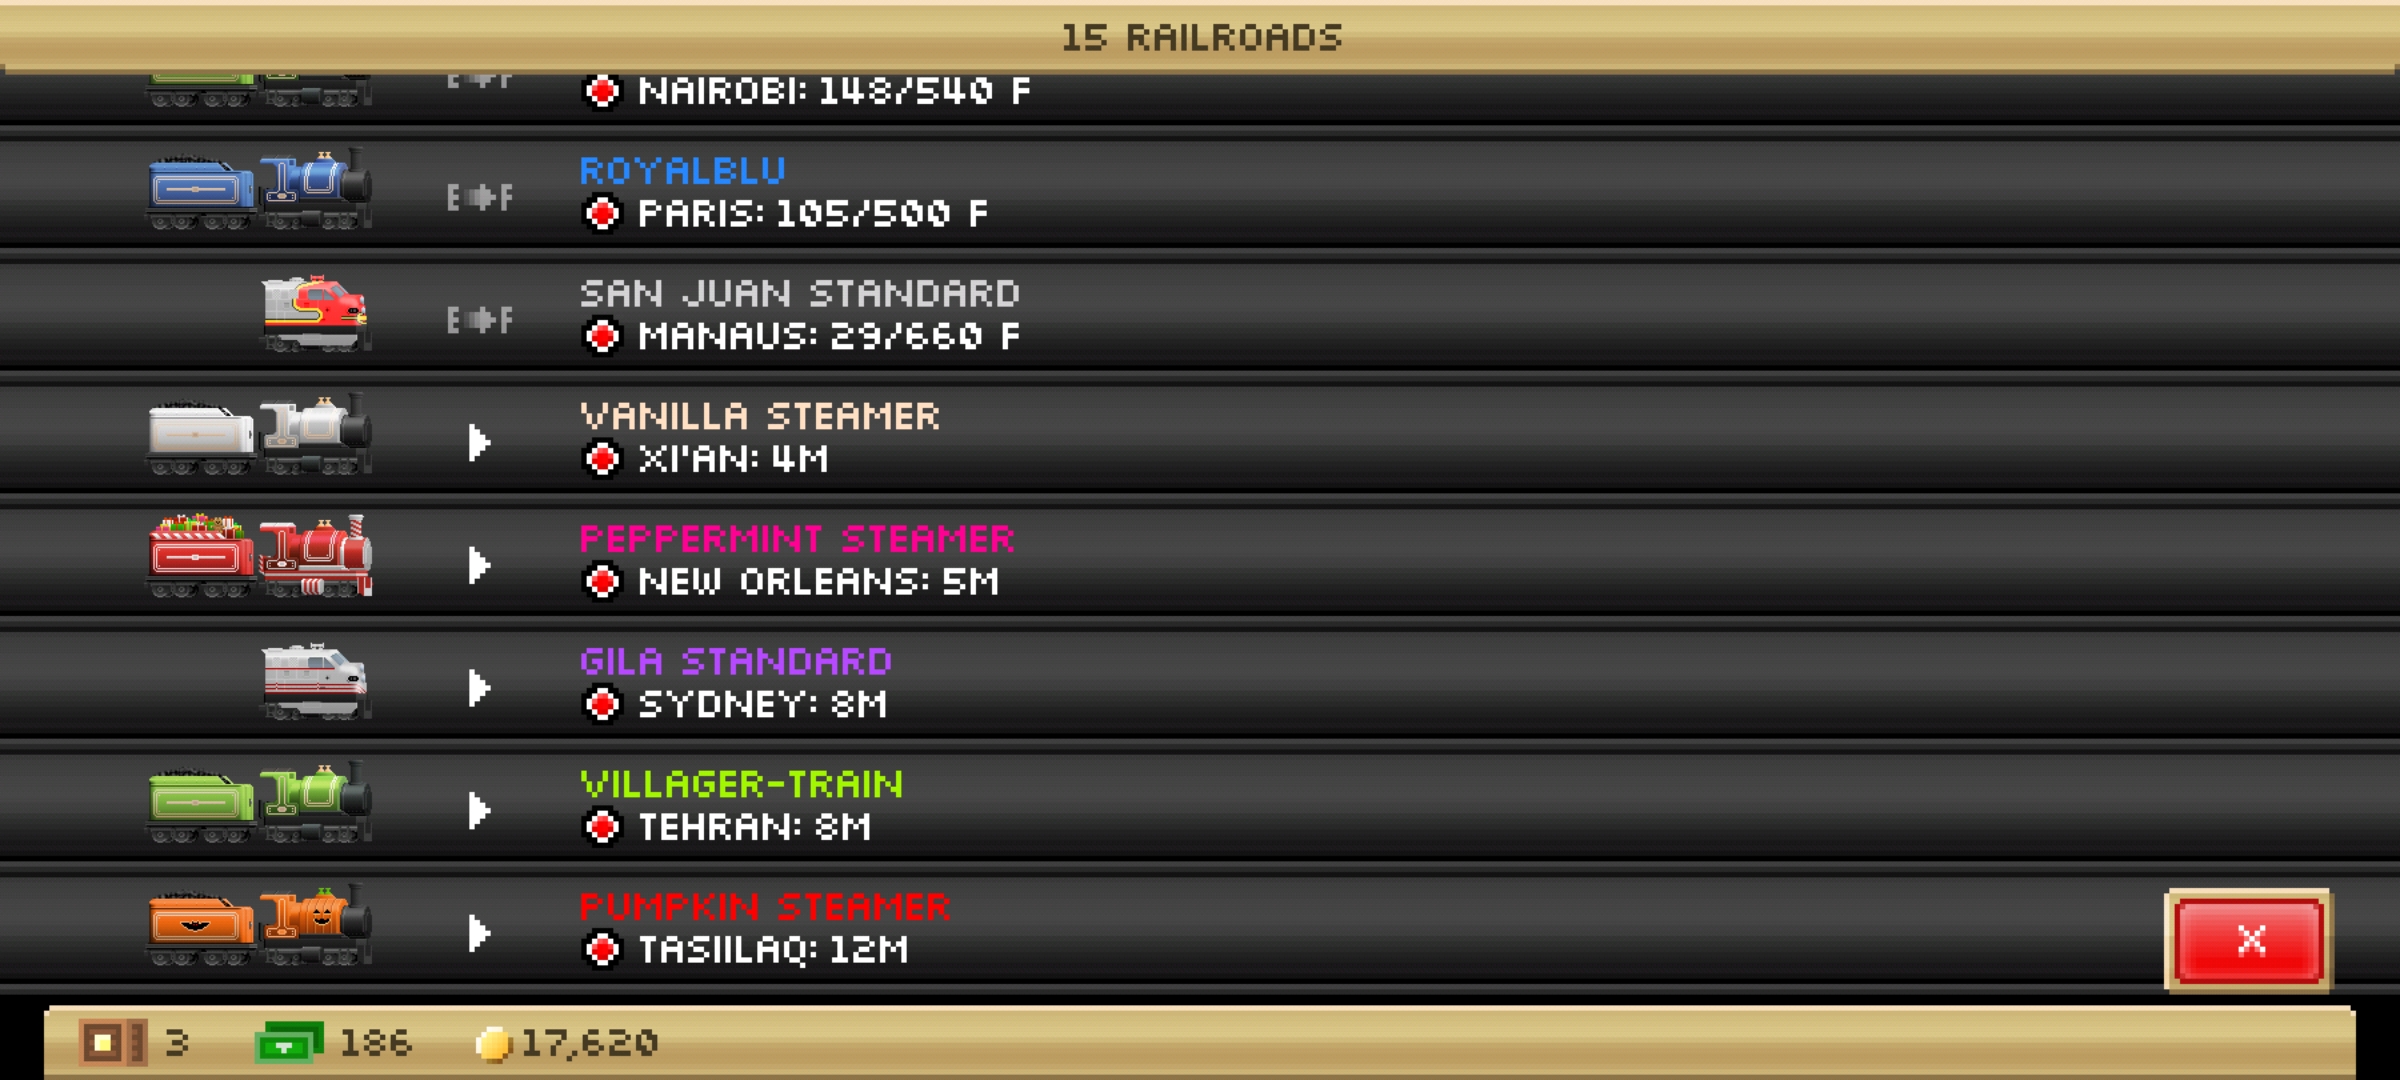 15 RAILROADS
E F
NAIROBI: 148/540 F
ROYALBLU
E F
PARIS: 105/500 F
SAN JUAN STANDARD
E F
MANAUS: 29/660 F
VANILLA STEAMER
XI'AN: 4M
PEPPERMINT STEAMER
NEW ORLEANS: 5M
GILA STANDARD
SYDNEY: 8M
VILLAGER-TRAIN
TEHRAN: 8M
PUMPKIN STEAMER
TASIILAQ: 12M
X
3 186 17,620